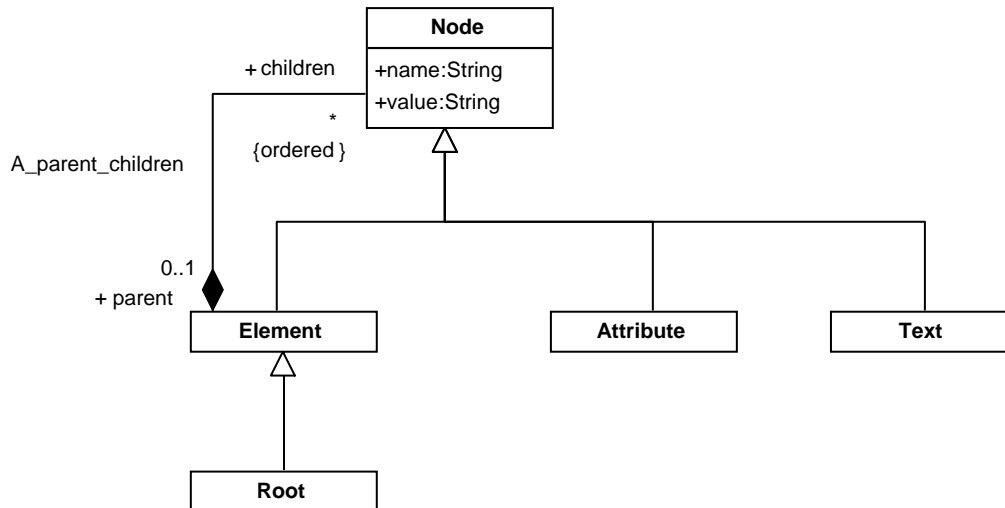 Node
+ children
+name:String
+value:String
*
{ordered }
A_parent_children
0..1
+ parent
Element
Attribute
Text
Root